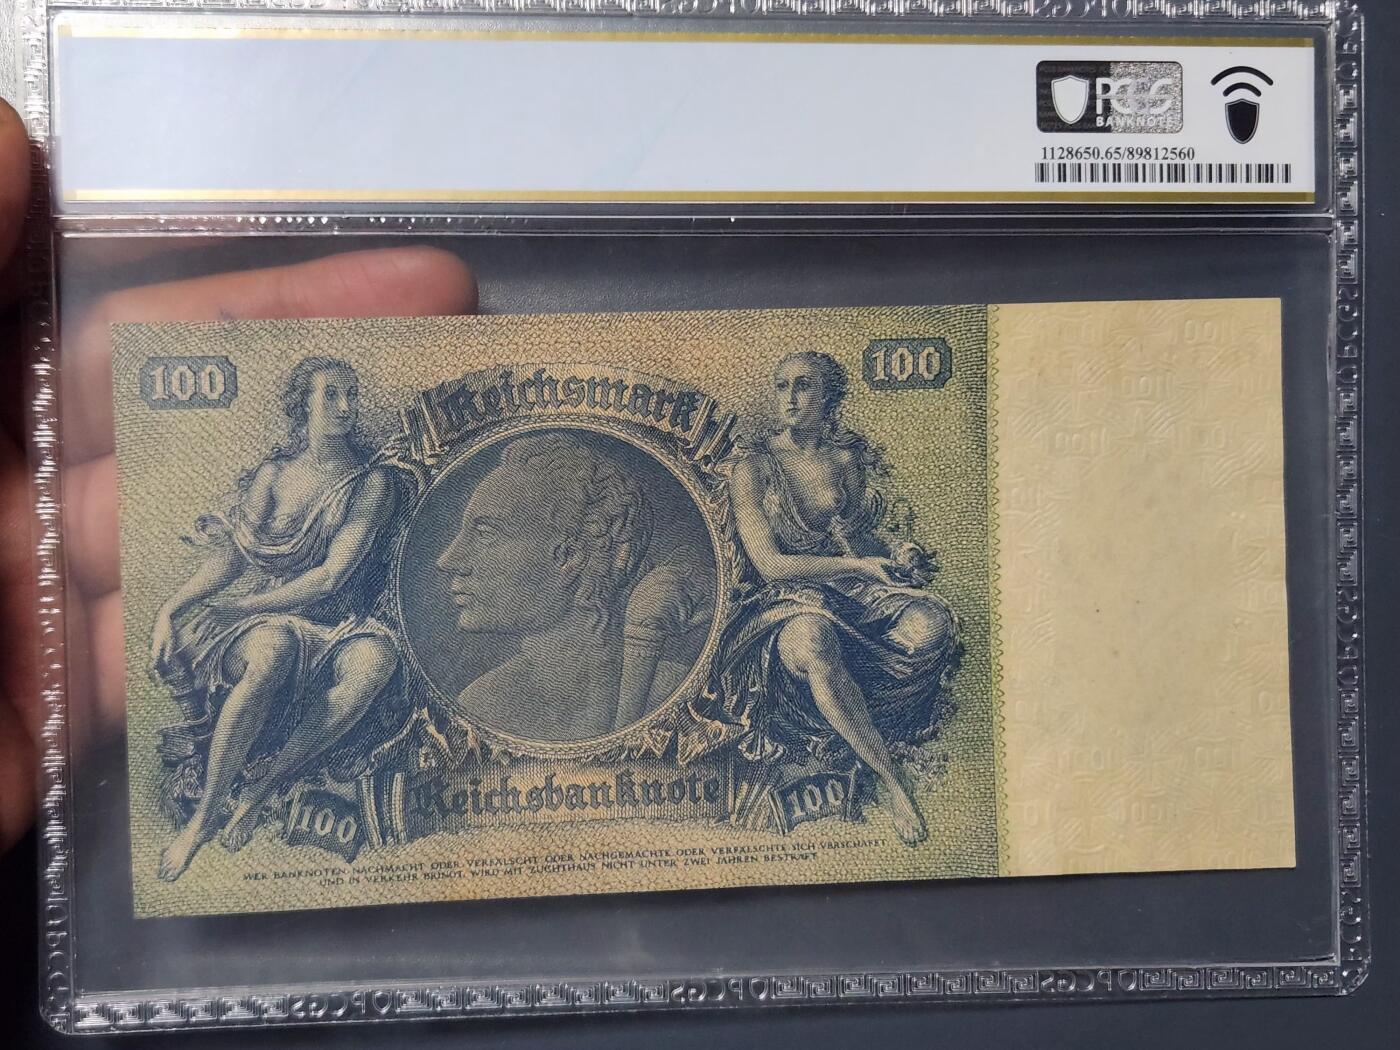 PCGS
BANKNOTE
1128650.65/89812560
100
100
Reichsmark
Reichsbanknote
100
100
WER BANKNOTEN NACHMACHT ODER VERFÄLSCHT ODER NACHGEMACHTE ODER VERFÄLSCHTE SICH VERSCHAFFT
UND IN VERKEHR BRINGT, WIRD MIT ZUCHTHAUS NICHT UNTER ZWEI JAHREN BESTRAFT